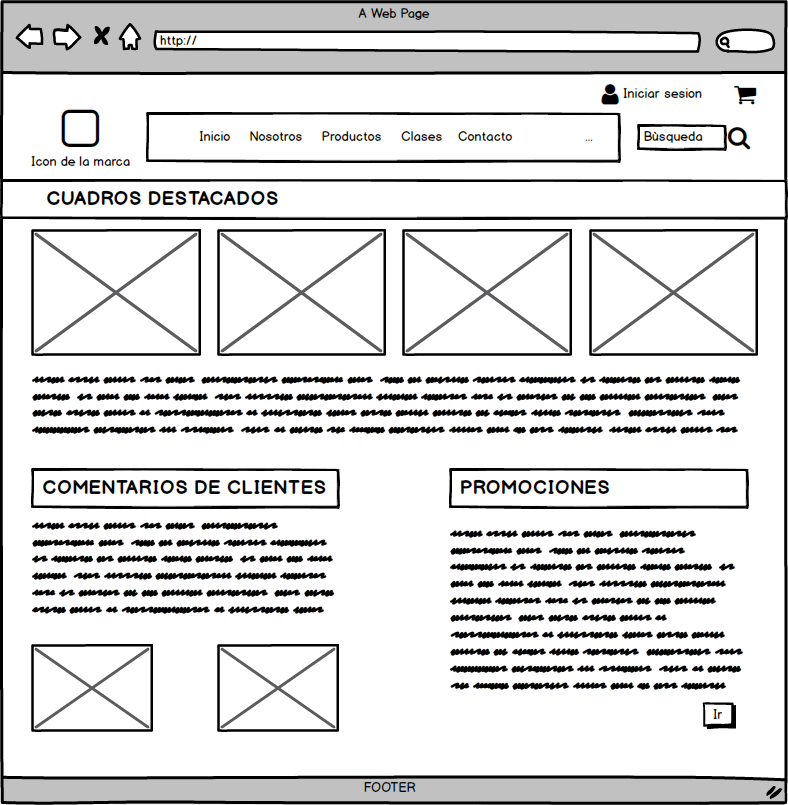 A Web Page
http://
Iniciar sesion
Inicio Nosotros Productos Clases Contacto ...
Bùsqueda
Icon de la marca
CUADROS DESTACADOS
COMENTARIOS DE CLIENTES
PROMOCIONES
Ir
FOOTER